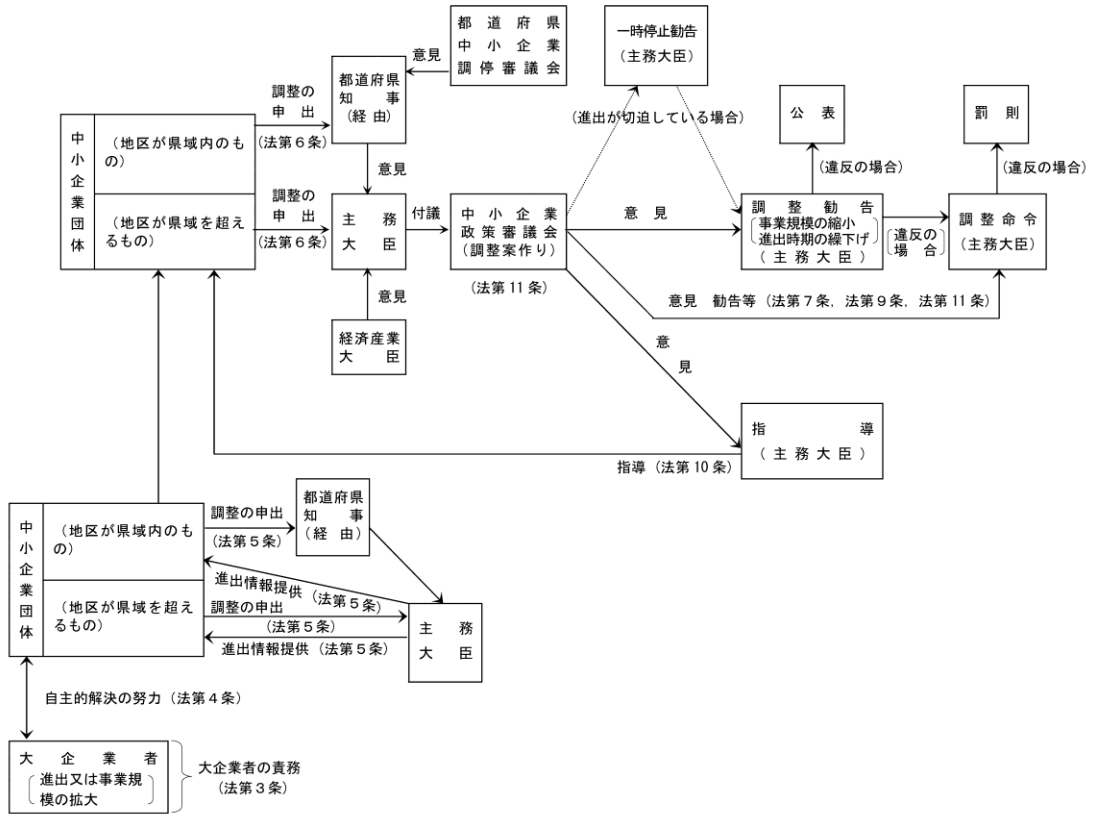 都道府県
中小企業
調停審議会
意見
一時停止勧告
（主務大臣）
都道府県
知事
（経由）
調整の
申出
（法第６条）
（進出が切迫している場合）
公表
罰則
中小企業団体
（地区が県域内のも
の）
（地区が県域を超え
るもの）
意見
（違反の場合）
（違反の場合）
調整の
申出
（法第６条）
主務
大臣
付議
中小企業
政策審議会
（調整案作り）
（法第11条）
意見
調整勧告
事業規模の縮小
進出時期の繰下げ
（主務大臣）
違反の
場合
調整命令
（主務大臣）
意見
意見　勧告等（法第７条，法第９条，法第11条）
経済産業
大臣
意
見
指導
（主務大臣）
指導（法第10条）
中小企業団体
（地区が県域内のも
の）
（地区が県域を超え
るもの）
調整の申出
（法第５条）
都道府県
知事
（経由）
進出情報提供（法第５条）
調整の申出
（法第５条）
進出情報提供（法第５条）
主務
大臣
自主的解決の努力（法第４条）
大企業者
進出又は事業規
模の拡大
大企業者の責務
（法第３条）